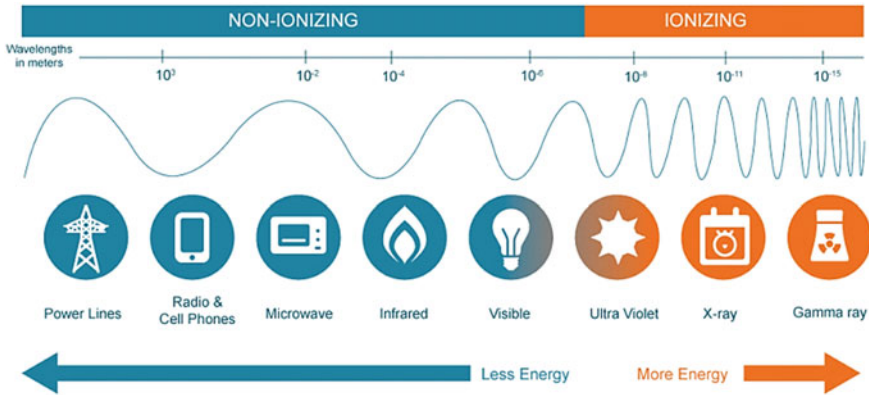 NON-IONIZING
IONIZING
Wavelengths
in meters
10³
10⁻²
10⁻⁴
10⁻⁶
10⁻⁸
10⁻¹¹
10⁻¹⁵
Power Lines
Radio &
Cell Phones
Microwave
Infrared
Visible
Ultra Violet
X-ray
Gamma ray
Less Energy
More Energy